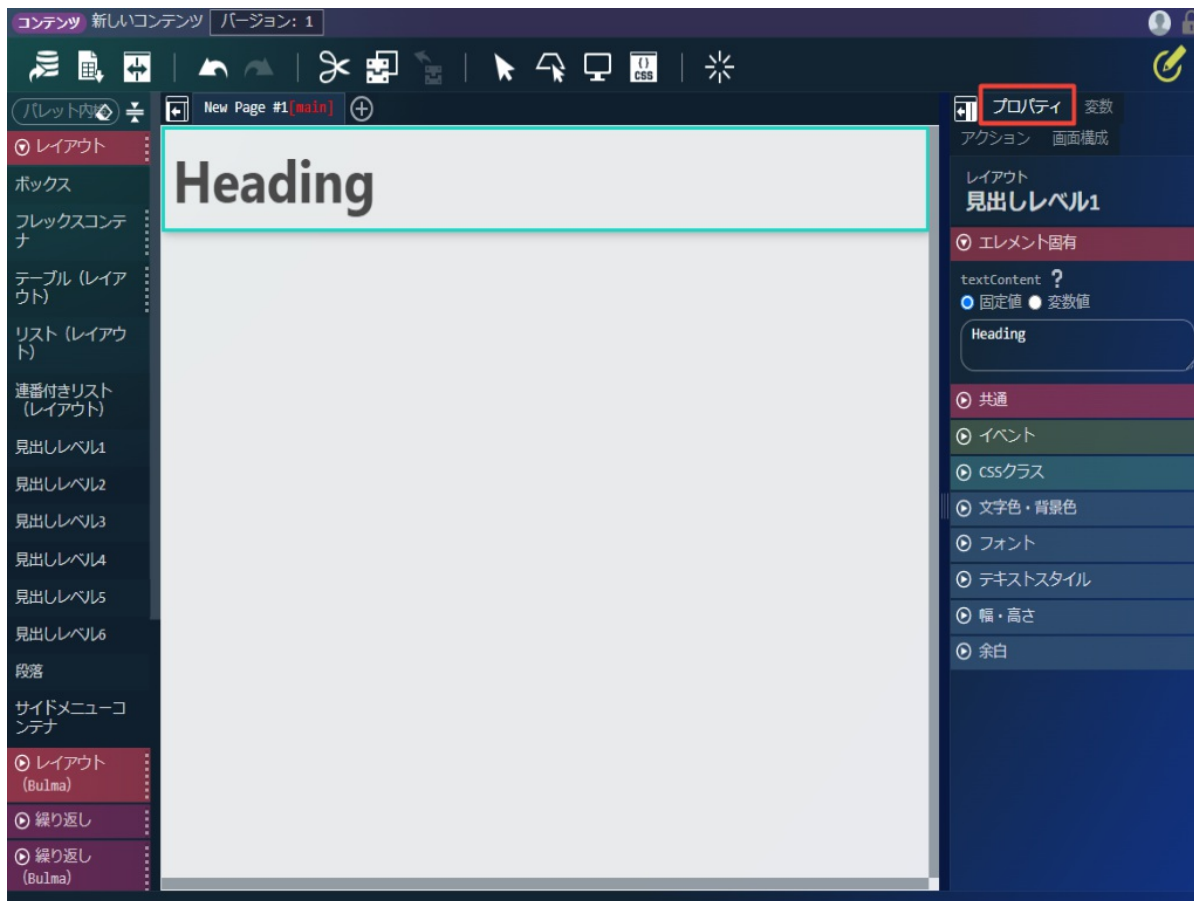 コンテンツ 新しいコンテンツ バージョン: 1
{} CSS
パレット内検
New Page #1[main]
レイアウト
ボックス
フレックスコンテ
ナ
テーブル（レイア
ウト）
リスト（レイアウ
ト）
連番付きリスト
（レイアウト）
見出しレベル1
見出しレベル2
見出しレベル3
見出しレベル4
見出しレベル5
見出しレベル6
段落
サイドメニューコ
ンテナ
レイアウト
（Bulma）
繰り返し
繰り返し
（Bulma）
Heading
プロパティ 変数
アクション 画面構成
レイアウト
見出しレベル1
エレメント固有
textContent ?
固定値 変数値
Heading
共通
イベント
CSSクラス
文字色・背景色
フォント
テキストスタイル
幅・高さ
余白